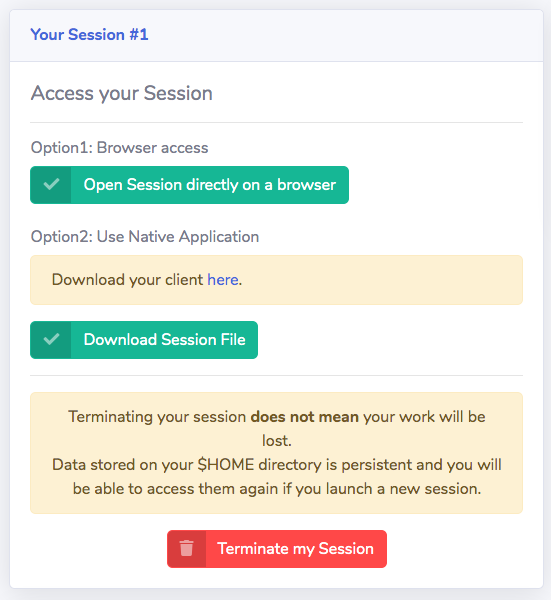 Your Session #1
Access your Session
Option1: Browser access
Open Session directly on a browser
Option2: Use Native Application
Download your client here.
Download Session File
Terminating your session does not mean your work will be
lost.
Data stored on your $HOME directory is persistent and you will
be able to access them again if you launch a new session.
Terminate my Session